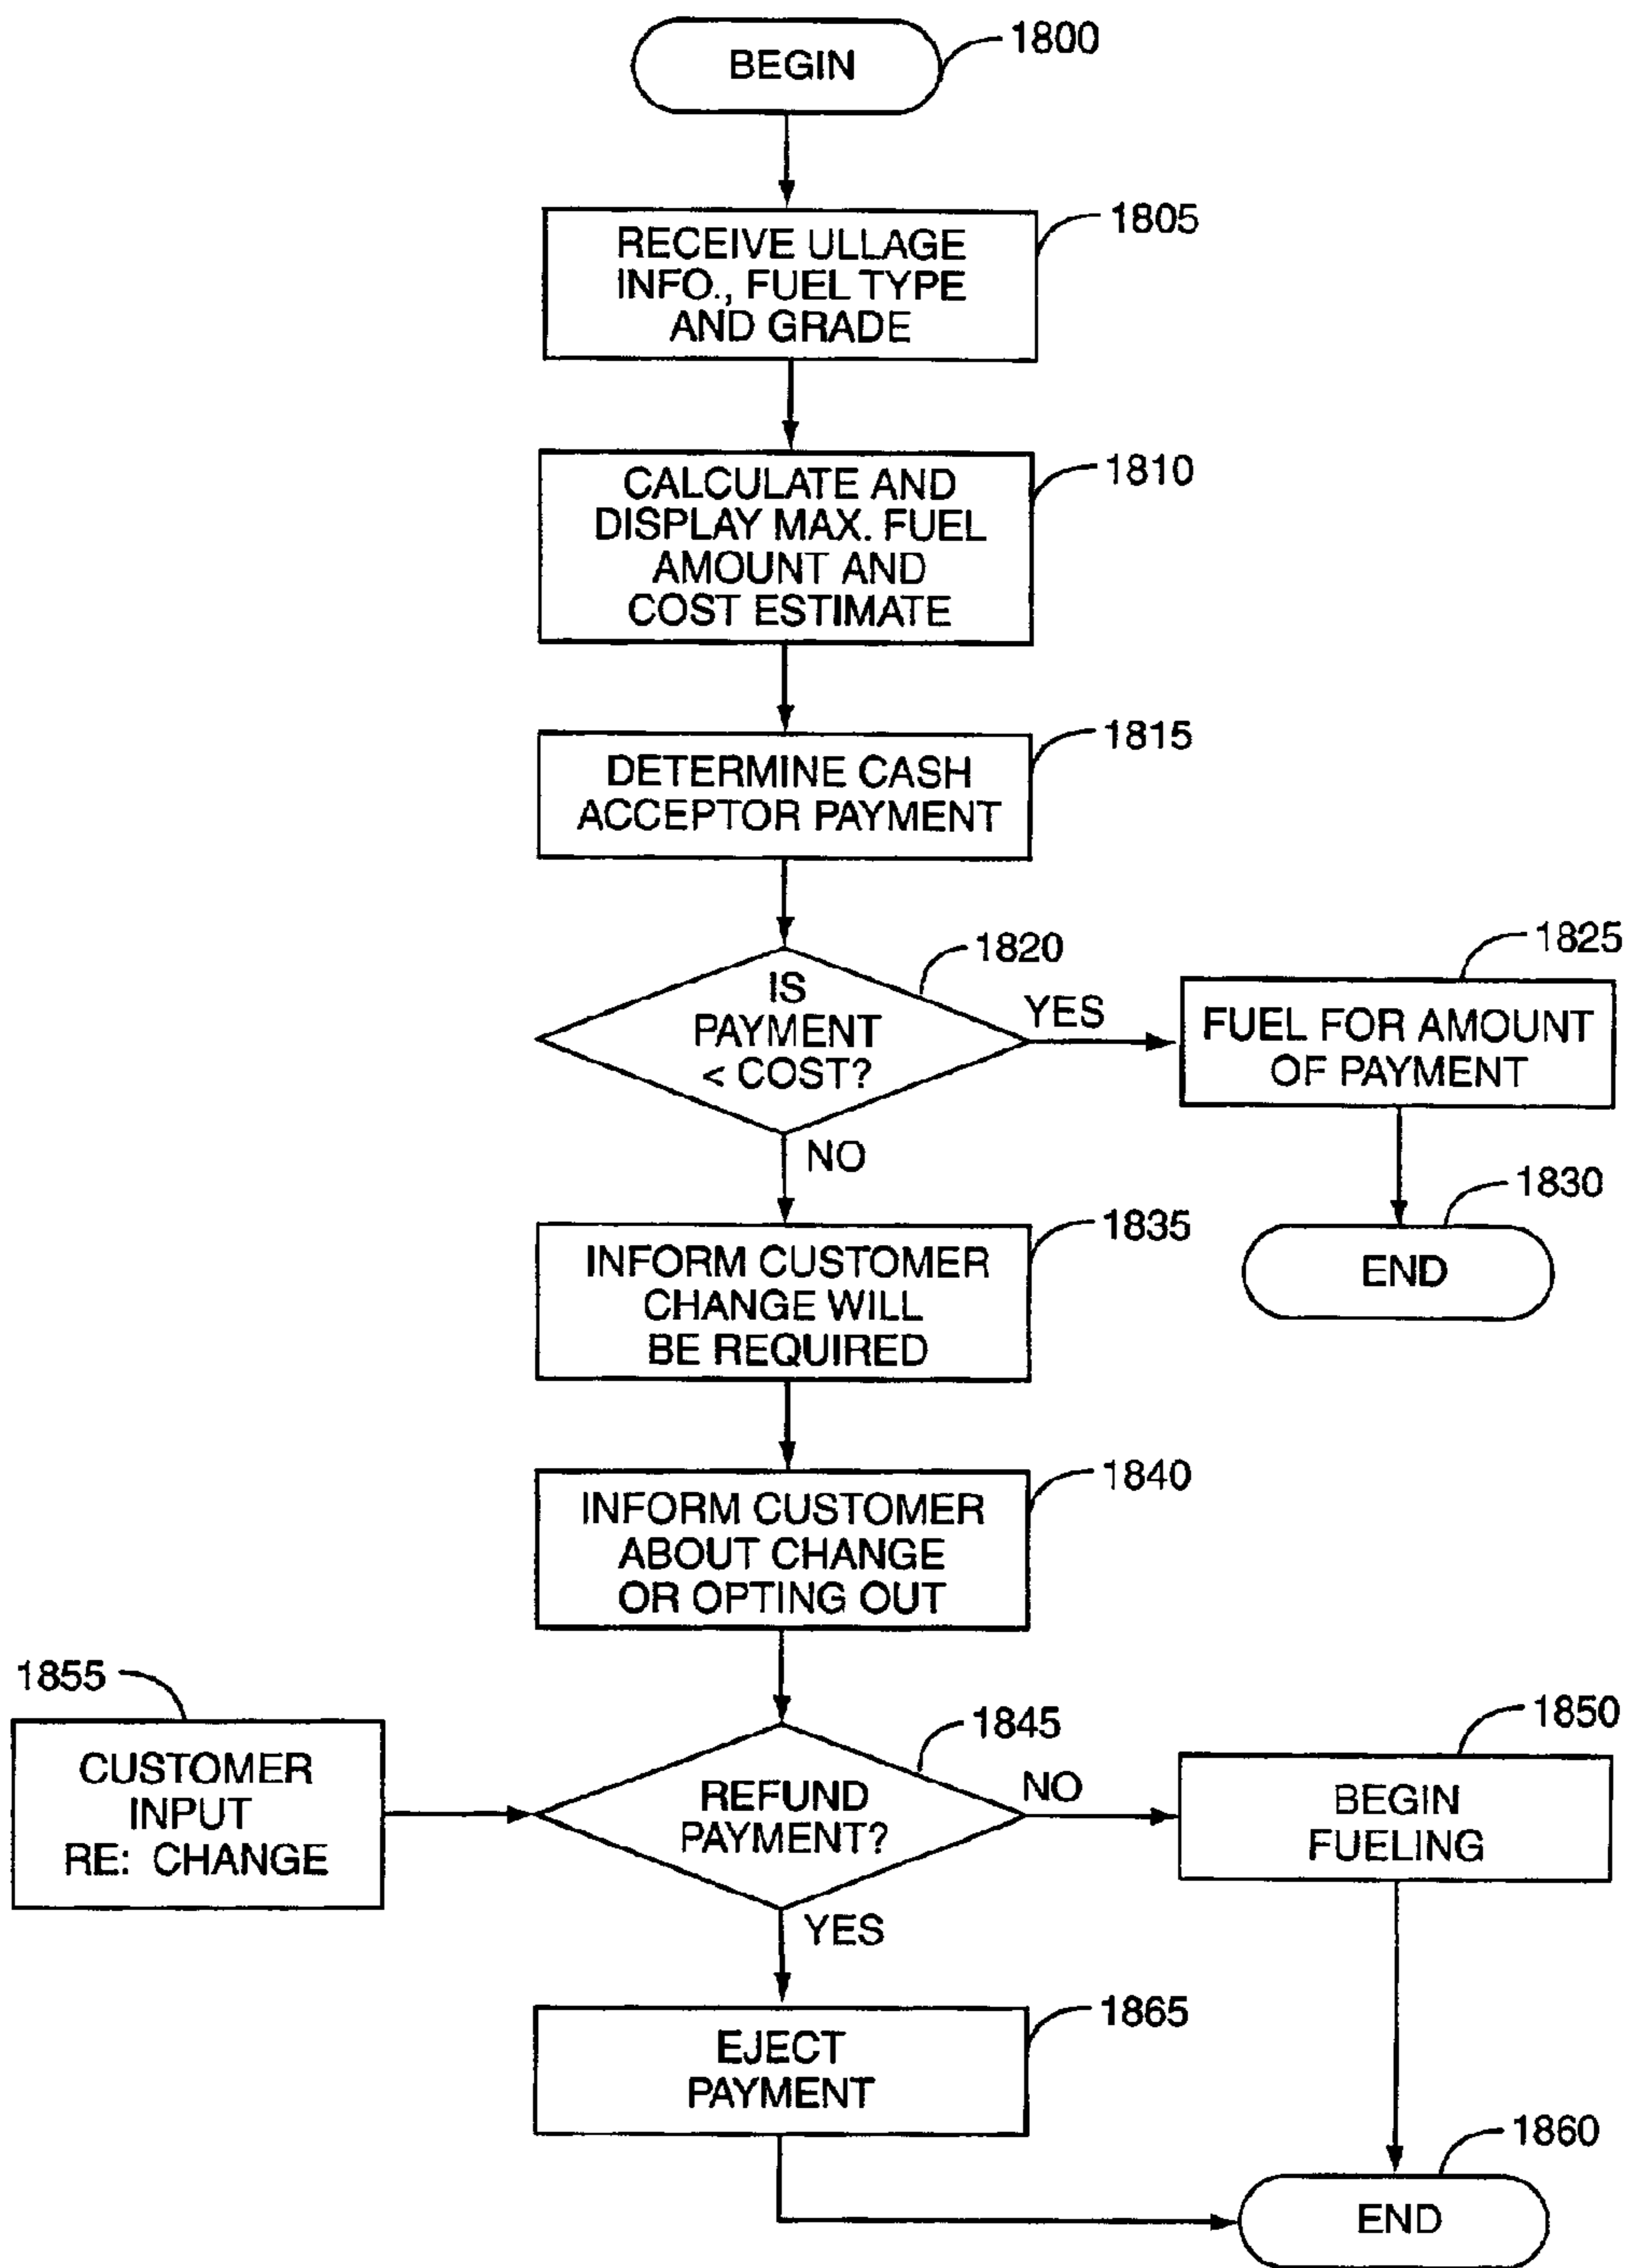 BEGIN
1800
RECEIVE ULLAGE
INFO., FUEL TYPE
AND GRADE
1805
CALCULATE AND
DISPLAY MAX. FUEL
AMOUNT AND
COST ESTIMATE
1810
DETERMINE CASH
ACCEPTOR PAYMENT
1815
IS
PAYMENT
< COST?
1820
YES
NO
FUEL FOR AMOUNT
OF PAYMENT
1825
END
1830
INFORM CUSTOMER
CHANGE WILL
BE REQUIRED
1835
INFORM CUSTOMER
ABOUT CHANGE
OR OPTING OUT
1840
CUSTOMER
INPUT
RE: CHANGE
1855
REFUND
PAYMENT?
1845
NO
YES
BEGIN
FUELING
1850
EJECT
PAYMENT
1865
END
1860